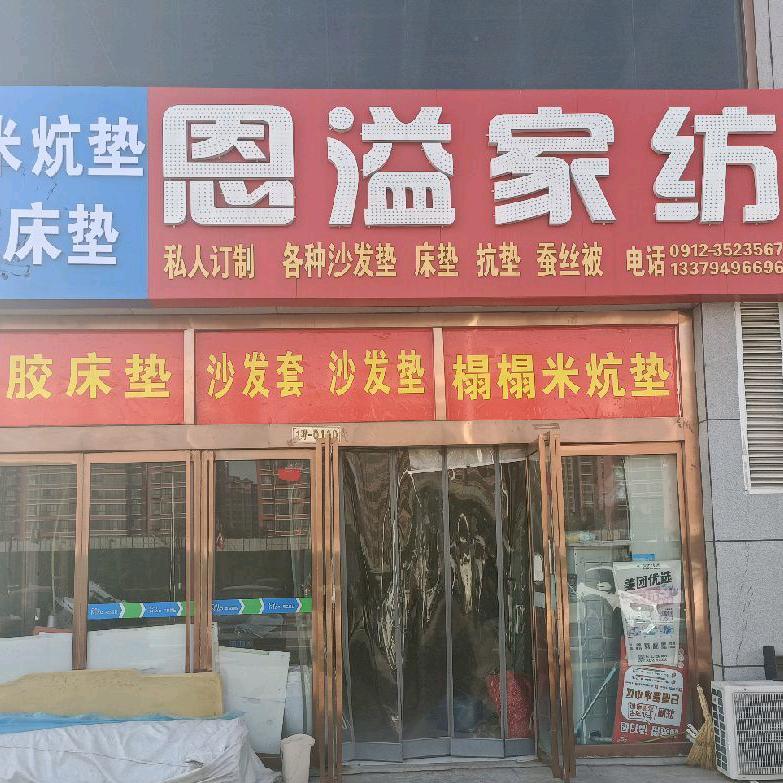 米炕垫
床垫
恩溢家纺
私人订制 各种沙发垫 床垫 抗垫 蚕丝被 电话
0912-3523567
13379496696
胶床垫
沙发套 沙发垫
榻榻米炕垫
美团优选